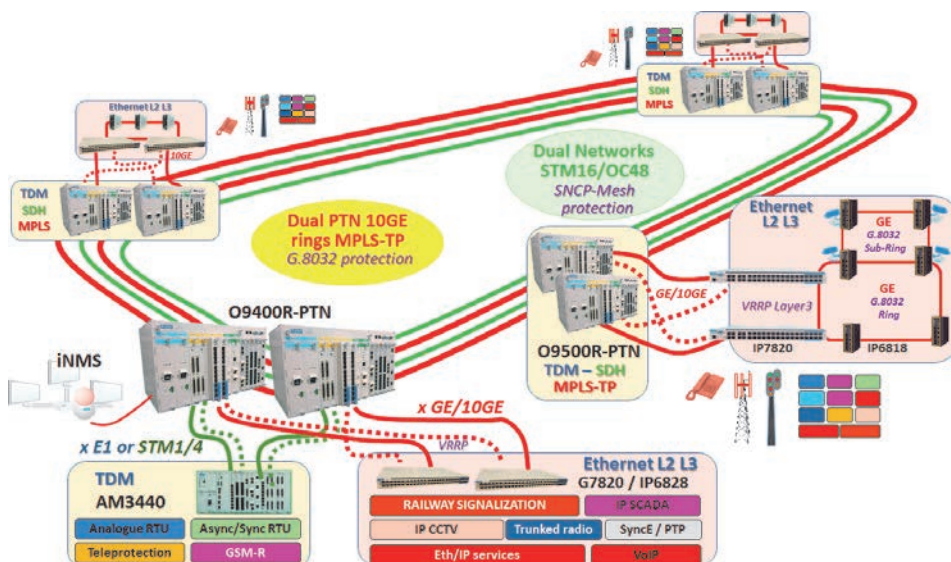 TDM
SDH
MPLS
Ethernet L2 L3
10GE
TDM
SDH
MPLS
Dual Networks
STM16/OC48
SNCP-Mesh
protection
Dual PTN 10GE
rings MPLS-TP
G.8032 protection
Ethernet
L2 L3
GE
G.8032
Sub-Ring
GE/10GE
VRRP Layer3
GE
G.8032
Ring
IP7820
IP6818
O9500R-PTN
TDM – SDH
MPLS-TP
O9400R-PTN
iNMS
x E1 or STM1/4
x GE/10GE
VRRP
TDM
AM3440
Analogue RTU
Async/Sync RTU
Teleprotection
GSM-R
Ethernet L2 L3
G7820 / IP6828
RAILWAY SIGNALIZATION
IP SCADA
IP CCTV
Trunked radio
SyncE / PTP
Eth/IP services
VoIP